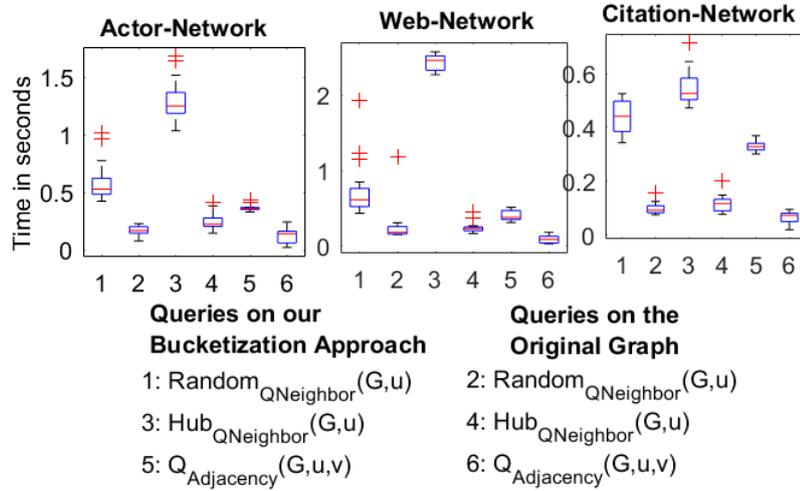 Actor-Network
Web-Network
Citation-Network
Time in seconds
1.5
1
0.5
0
1 2 3 4 5 6
2
1
0
1 2 3 4 5 6
0.6
0.4
0.2
0
1 2 3 4 5 6
Queries on our
Bucketization Approach
1: Random_QNeighbor(G,u)
3: Hub_QNeighbor(G,u)
5: Q_Adjacency(G,u,v)
Queries on the
Original Graph
2: Random_QNeighbor(G,u)
4: Hub_QNeighbor(G,u)
6: Q_Adjacency(G,u,v)